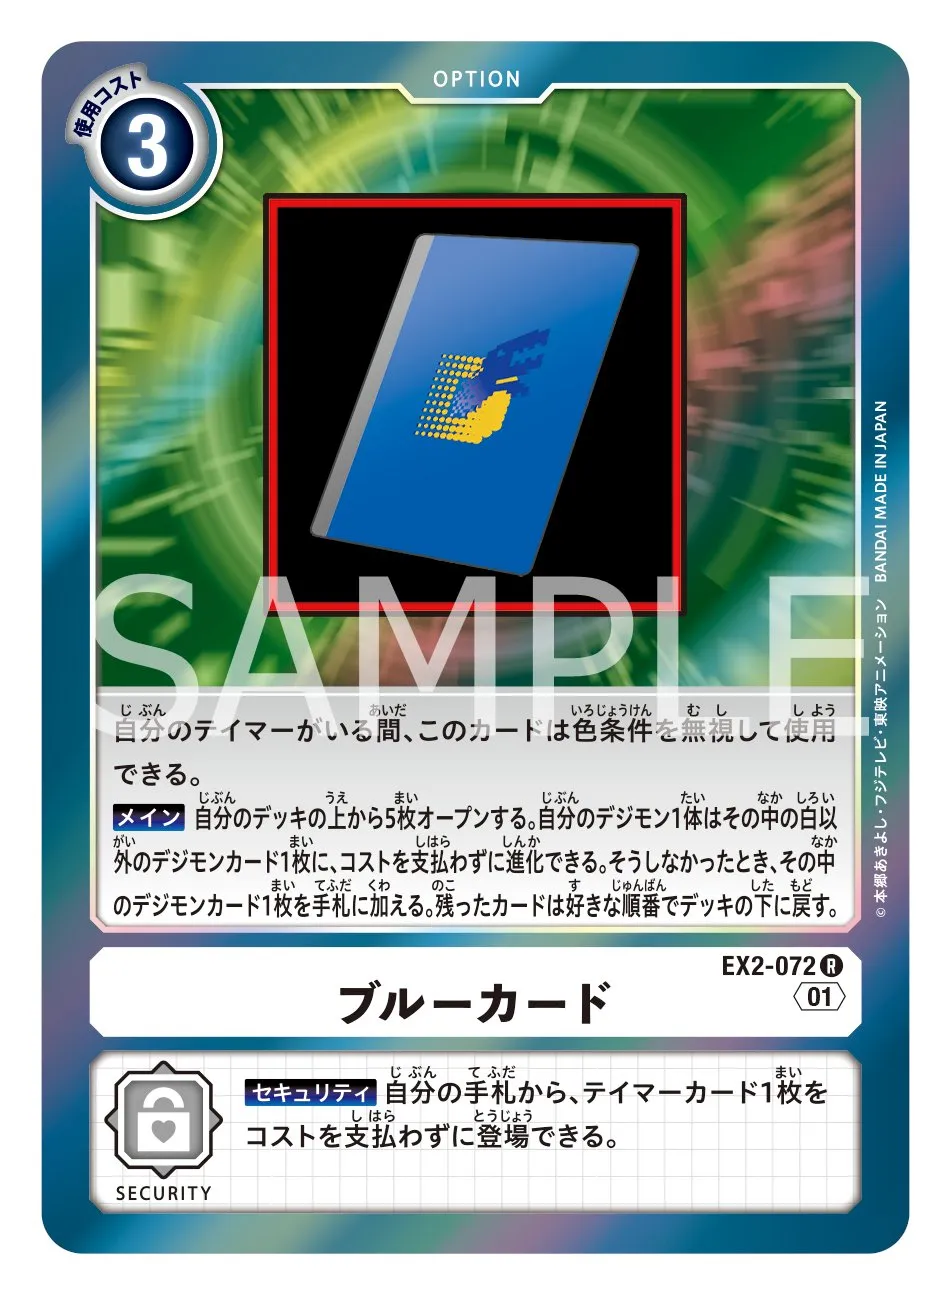 OPTION
使用コスト
3
SAMPLE
自分のテイマーがいる間、このカードは色条件を無視して使用
できる。
メイン 自分のデッキの上から5枚オープンする。自分のデジモン1体はその中の白以
外のデジモンカード1枚に、コストを支払わずに進化できる。そうしなかったとき、その中
のデジモンカード1枚を手札に加える。残ったカードは好きな順番でデッキの下に戻す。
©本郷あきよし・フジテレビ・東映アニメーション BANDAI MADE IN JAPAN
EX2-072 R
01
ブルーカード
セキュリティ 自分の手札から、テイマーカード1枚を
コストを支払わずに登場できる。
SECURITY